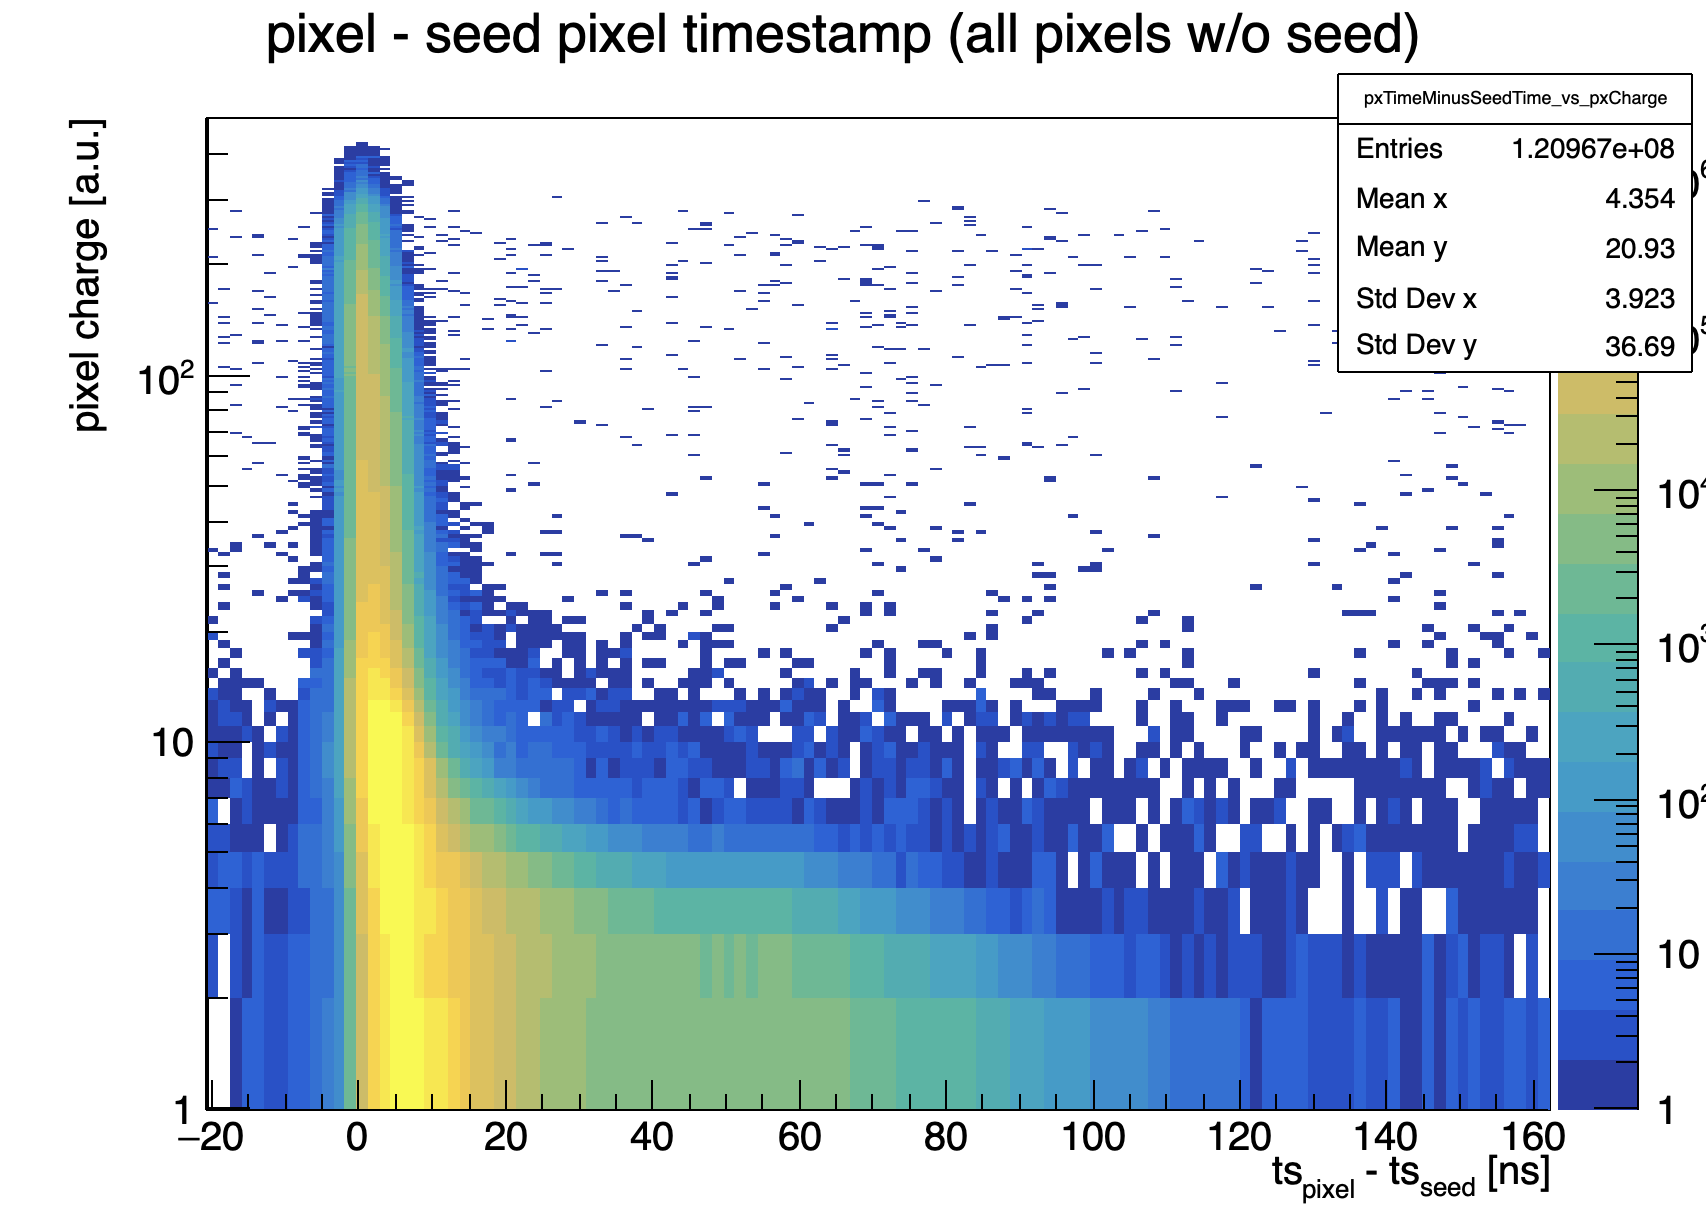 pixel - seed pixel timestamp (all pixels w/o seed)
pxTimeMinusSeedTime_vs_pxCharge
Entries 1.20967e+08
Mean x 4.354
Mean y 20.93
Std Dev x 3.923
Std Dev y 36.69
pixel charge [a.u.]
10²
10
1
10⁴
10³
10²
10
1
−20 0 20 40 60 80 100 120 140 160
ts_pixel - ts_seed [ns]